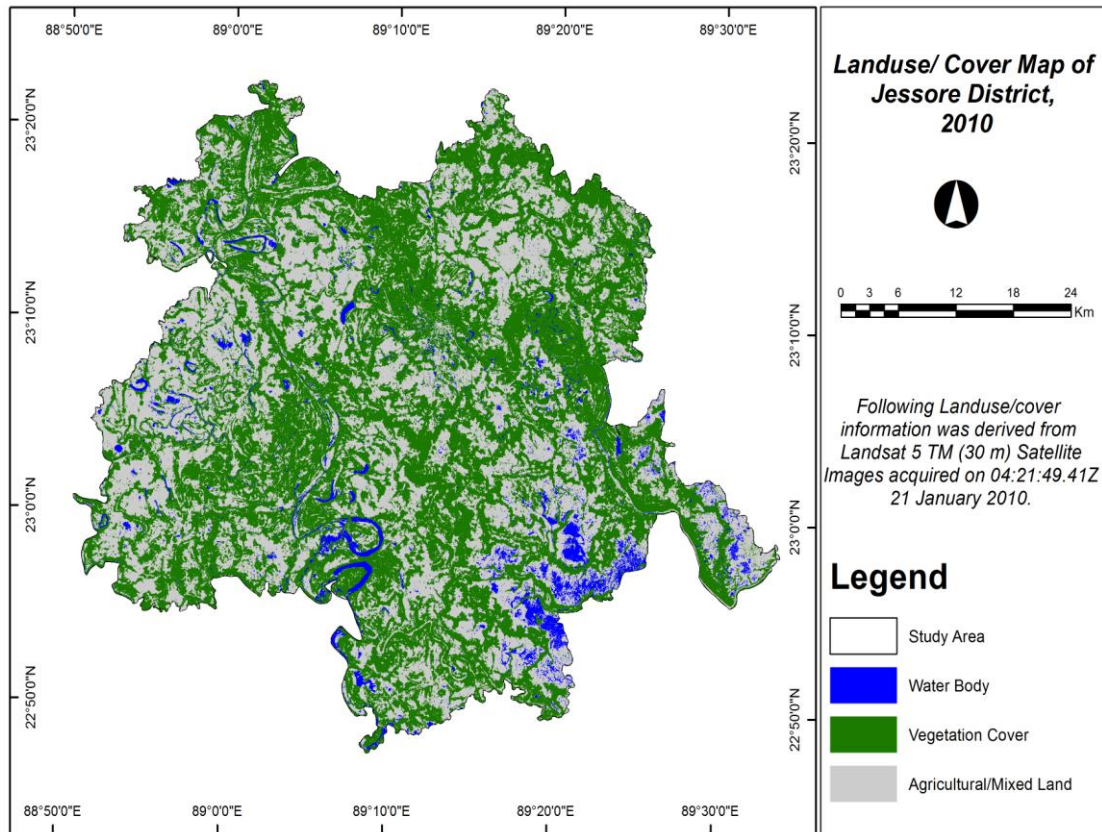 88°50'0"E
89°0'0"E
89°10'0"E
89°20'0"E
89°30'0"E
23°20'0"N
23°10'0"N
23°0'0"N
22°50'0"N
23°20'0"N
23°10'0"N
23°0'0"N
22°50'0"N
88°50'0"E
89°0'0"E
89°10'0"E
89°20'0"E
89°30'0"E
Landuse/ Cover Map of
Jessore District,
2010
0 3 6 12 18 24
Km
Following Landuse/cover
information was derived from
Landsat 5 TM (30 m) Satellite
Images acquired on 04:21:49.41Z
21 January 2010.
Legend
Study Area
Water Body
Vegetation Cover
Agricultural/Mixed Land